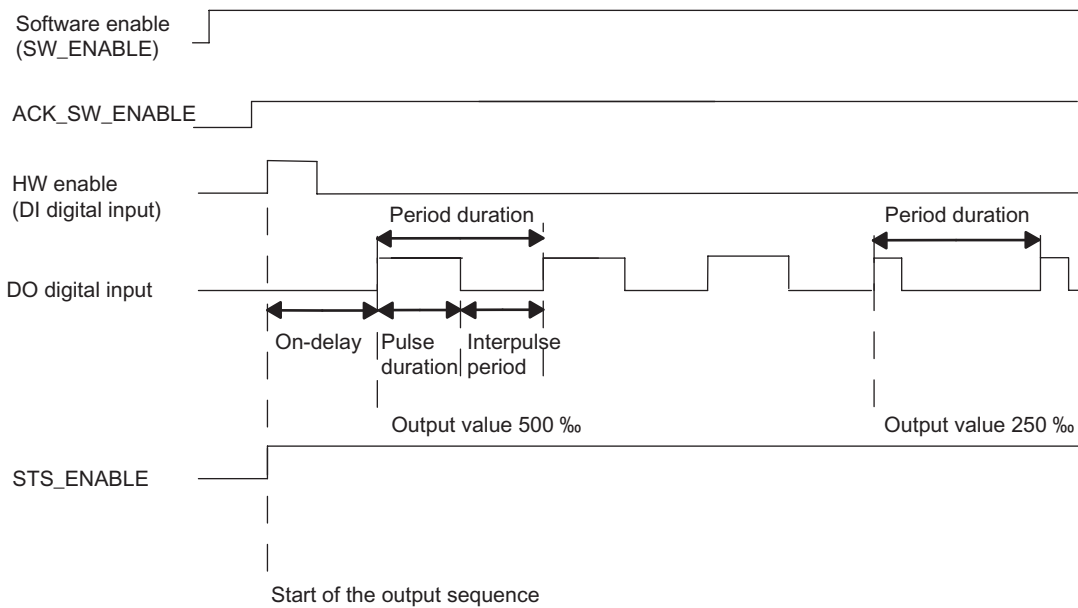 Software enable
(SW_ENABLE)
ACK_SW_ENABLE
HW enable
(DI digital input)
Period duration
Period duration
DO digital input
On-delay
Pulse
duration
Interpulse
period
Output value 500 ‰
Output value 250 ‰
STS_ENABLE
Start of the output sequence